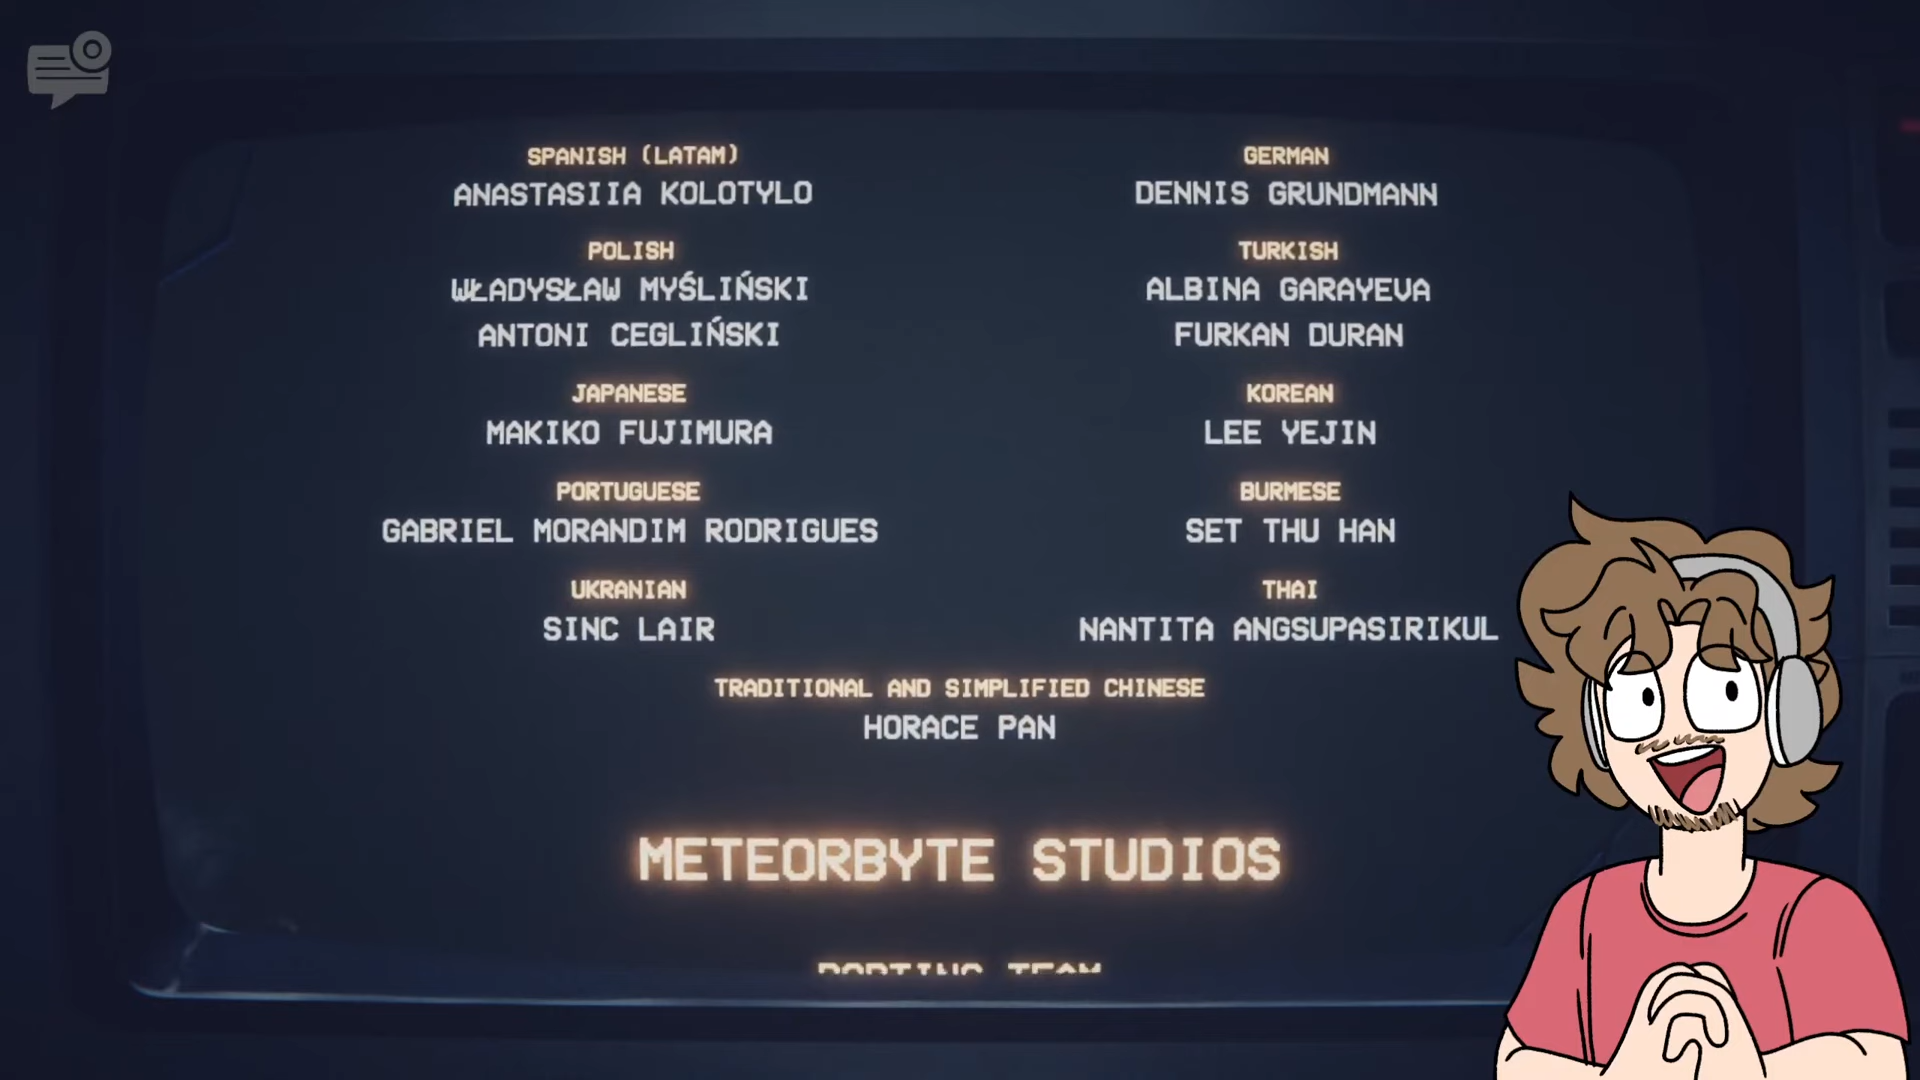 SPANISH (LATAM)
ANASTASIIA KOLOTYLO
GERMAN
DENNIS GRUNDMANN
POLISH
WŁADYSŁAW MYŚLIŃSKI
ANTONI CEGLIŃSKI
TURKISH
ALBINA GARAYEVA
FURKAN DURAN
JAPANESE
MAKIKO FUJIMURA
KOREAN
LEE YEJIN
PORTUGUESE
GABRIEL MORANDIM RODRIGUES
BURMESE
SET THU HAN
UKRANIAN
SINC LAIR
THAI
NANTITA ANGSUPASIRIKUL
TRADITIONAL AND SIMPLIFIED CHINESE
HORACE PAN
METEORBYTE STUDIOS
PORTING TEAM